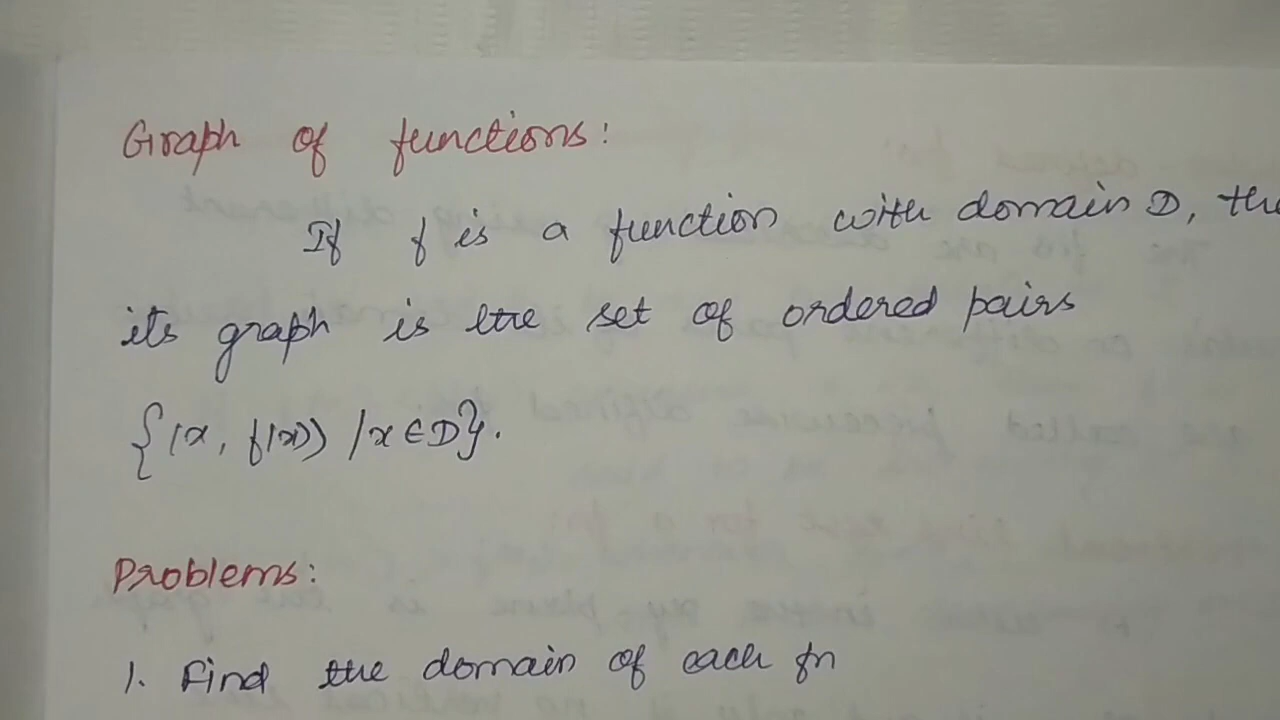 Graph of functions:
If f is a function with domain D, the
its graph is the set of ordered pairs
{(x, f(x)) / x ∈ D}.
Problems:
1. Find the domain of each fn